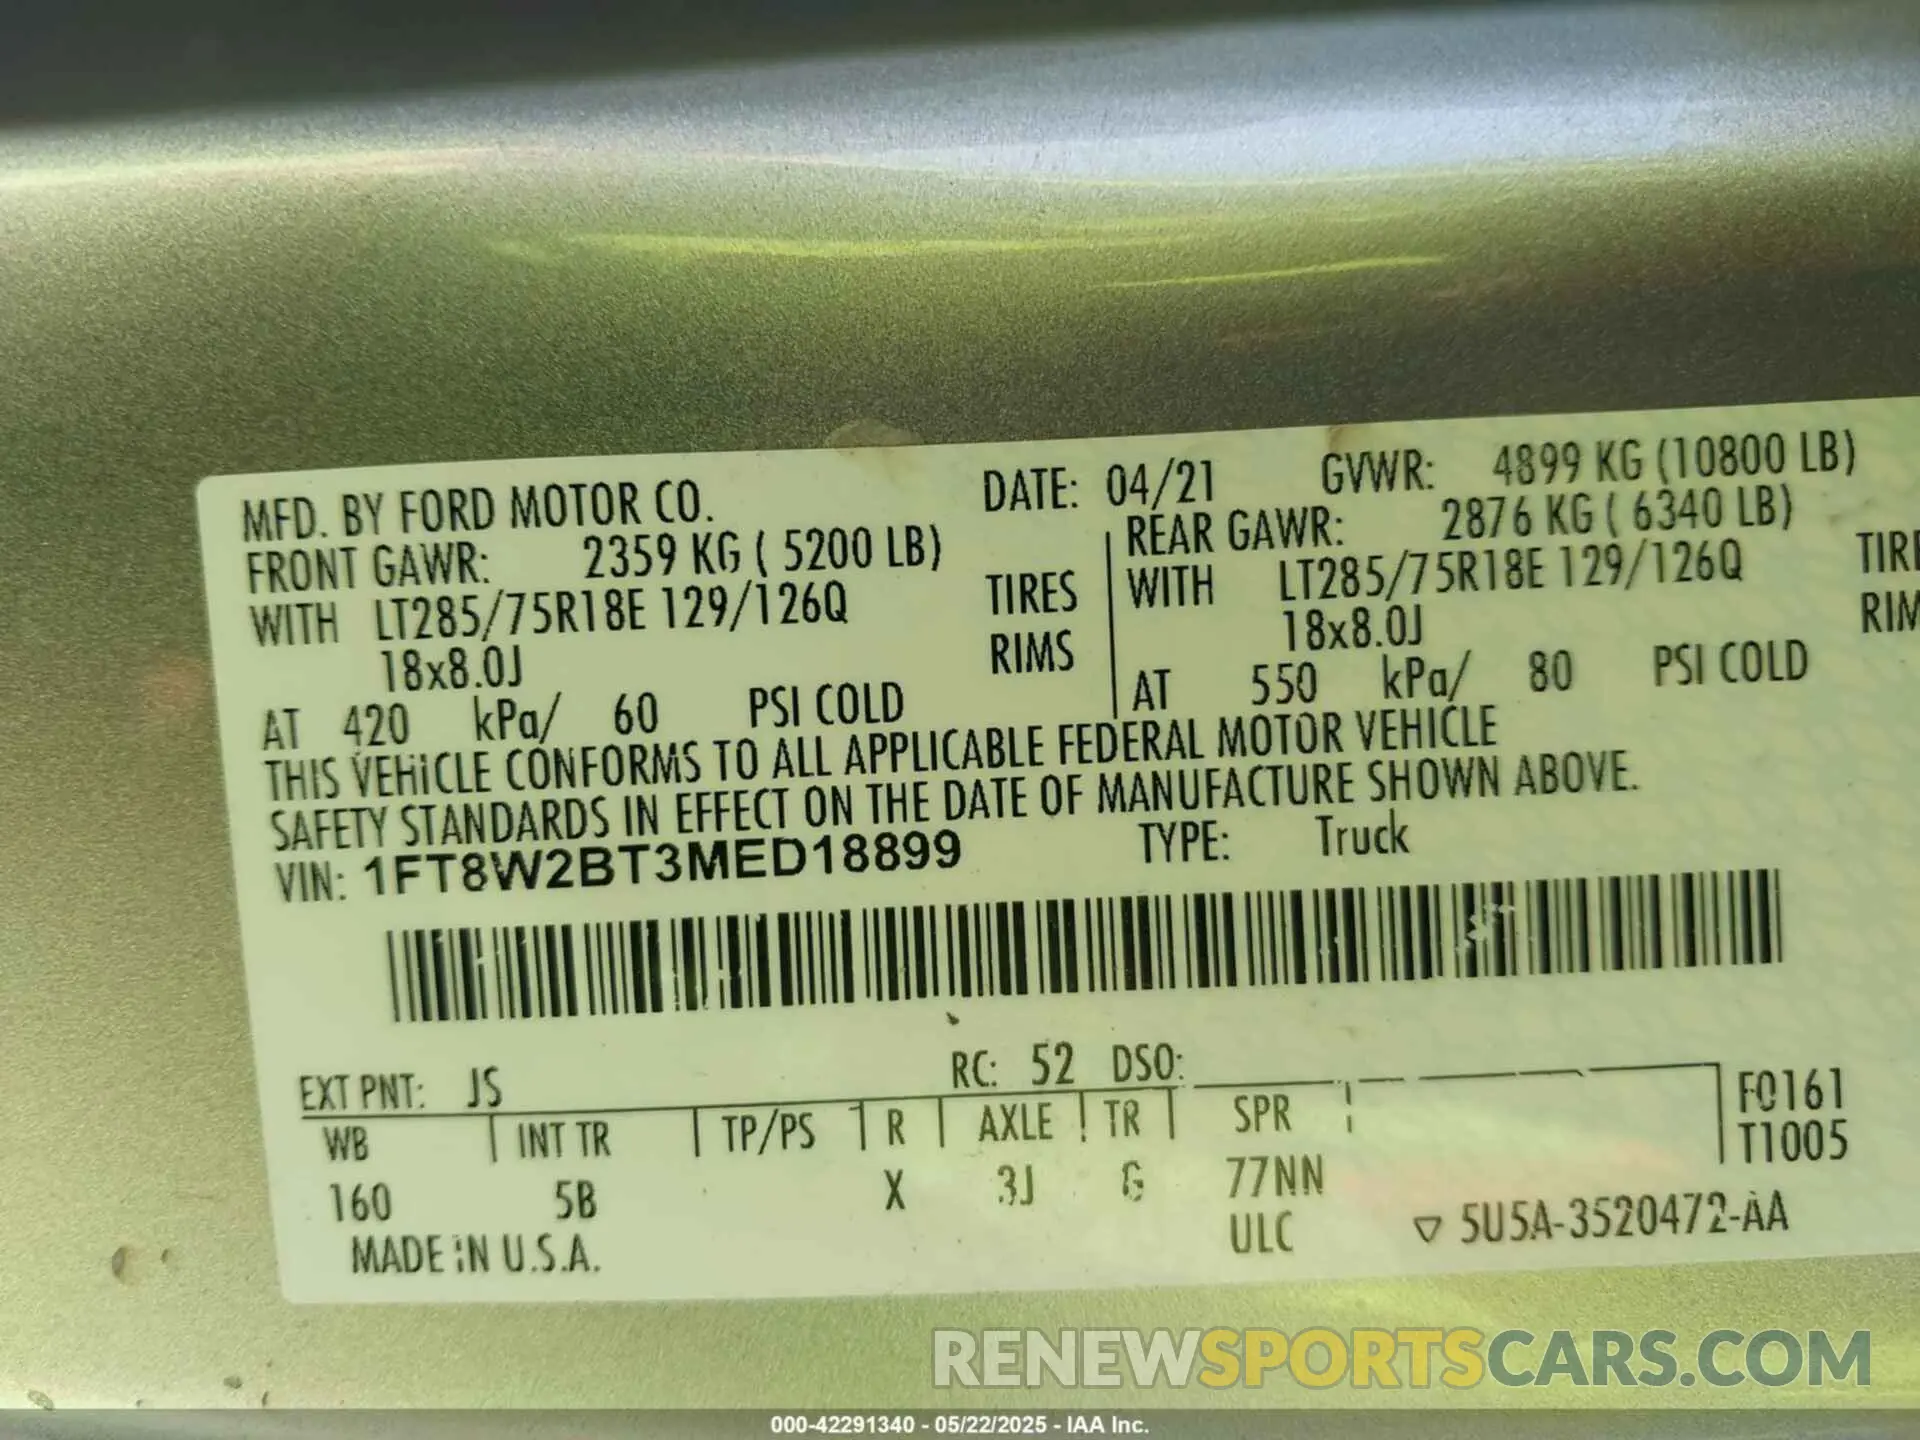 MFD. BY FORD MOTOR CO. DATE: 04/21 GVWR: 4899 KG (10800 LB)
FRONT GAWR: 2359 KG ( 5200 LB) REAR GAWR: 2876 KG ( 6340 LB)
WITH LT285/75R18E 129/126Q TIRES WITH LT285/75R18E 129/126Q TIRE
18x8.0J RIMS 18x8.0J RIM
AT 420 kPa/ 60 PSI COLD AT 550 kPa/ 80 PSI COLD
THIS VEHICLE CONFORMS TO ALL APPLICABLE FEDERAL MOTOR VEHICLE
SAFETY STANDARDS IN EFFECT ON THE DATE OF MANUFACTURE SHOWN ABOVE.
VIN: 1FT8W2BT3MED18899 TYPE: Truck
EXT PNT: JS RC: 52 DSO:
WB INT TR TP/PS R AXLE TR SPR F0161
T1005
160 5B X 3J G 77NN
ULC
MADE IN U.S.A. ▽ 5U5A-3520472-AA
RENEWSPORTSCARS.COM
000-42291340 - 05/22/2025 - IAA Inc.